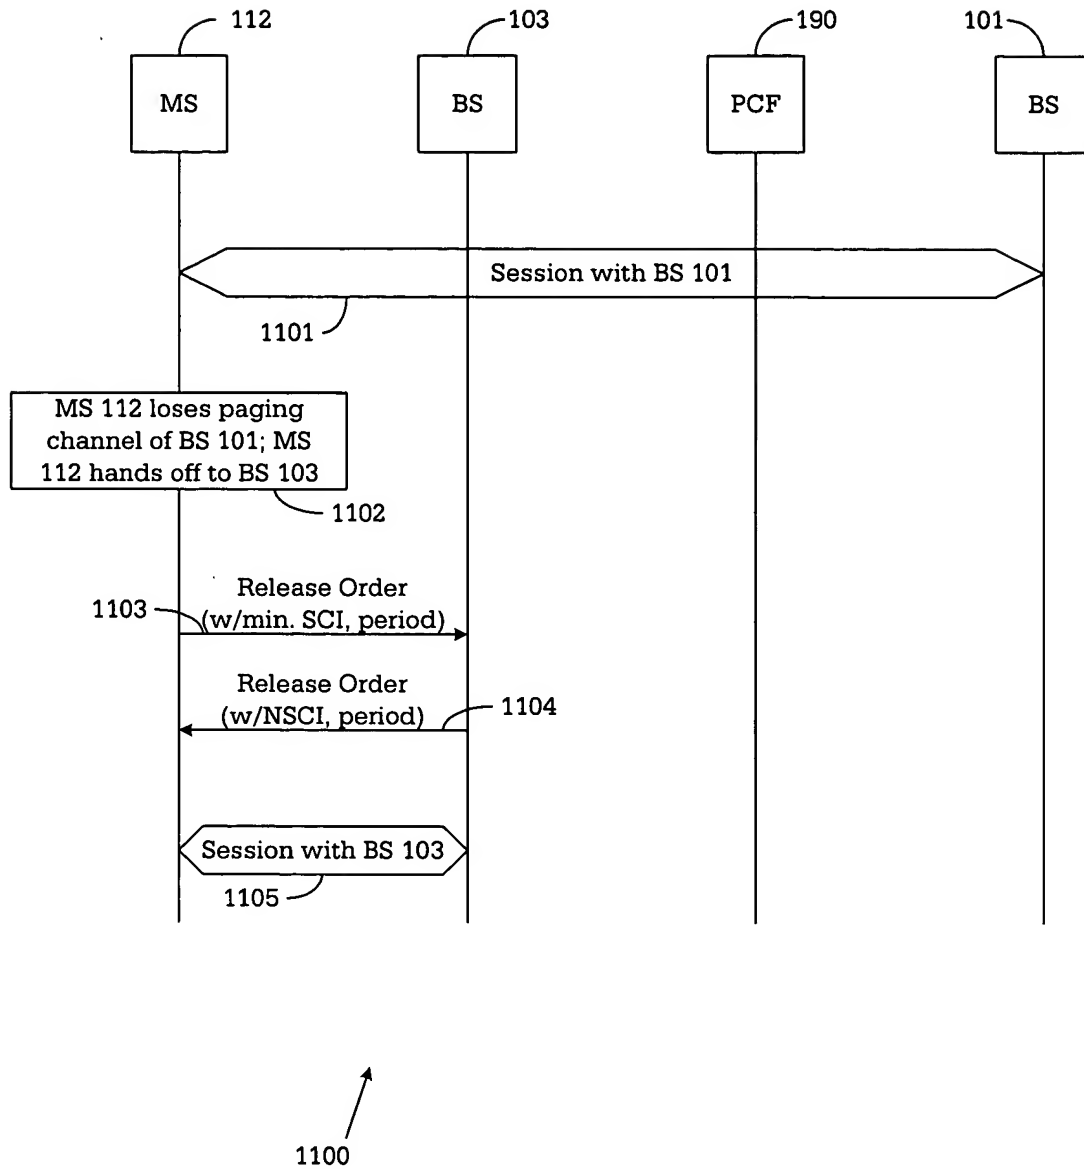 112
103
190
101
MS
BS
PCF
BS
Session with BS 101
1101
MS 112 loses paging
channel of BS 101; MS
112 hands off to BS 103
1102
Release Order
1103
(w/min. SCI, period)
Release Order
(w/NSCI, period)
1104
Session with BS 103
1105
1100